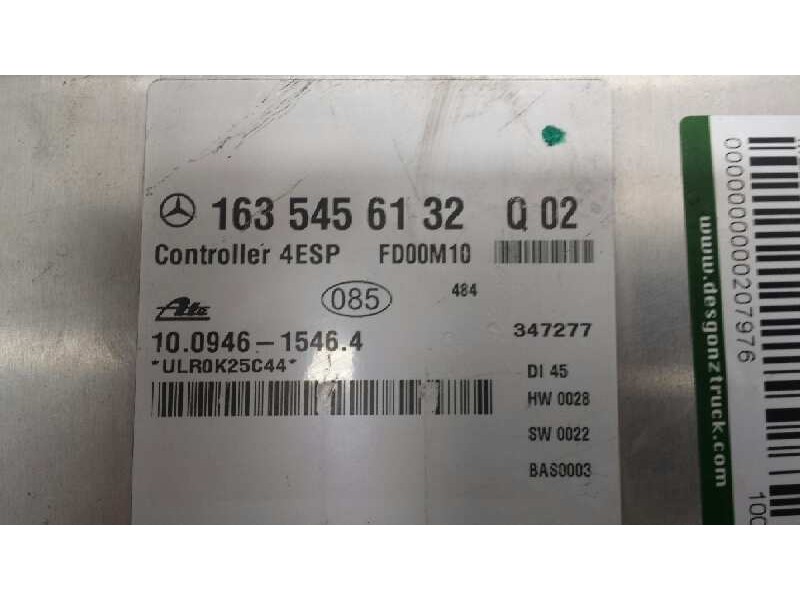 163 545 61 32 Q 02
Controller 4ESP FD00M10
Ate 085 484
10.0946-1546.4 347277
*ULR0K25C44*
DI 45
HW 0028
SW 0022
BAS0003
www.desgonztruck.com
0000000000207976